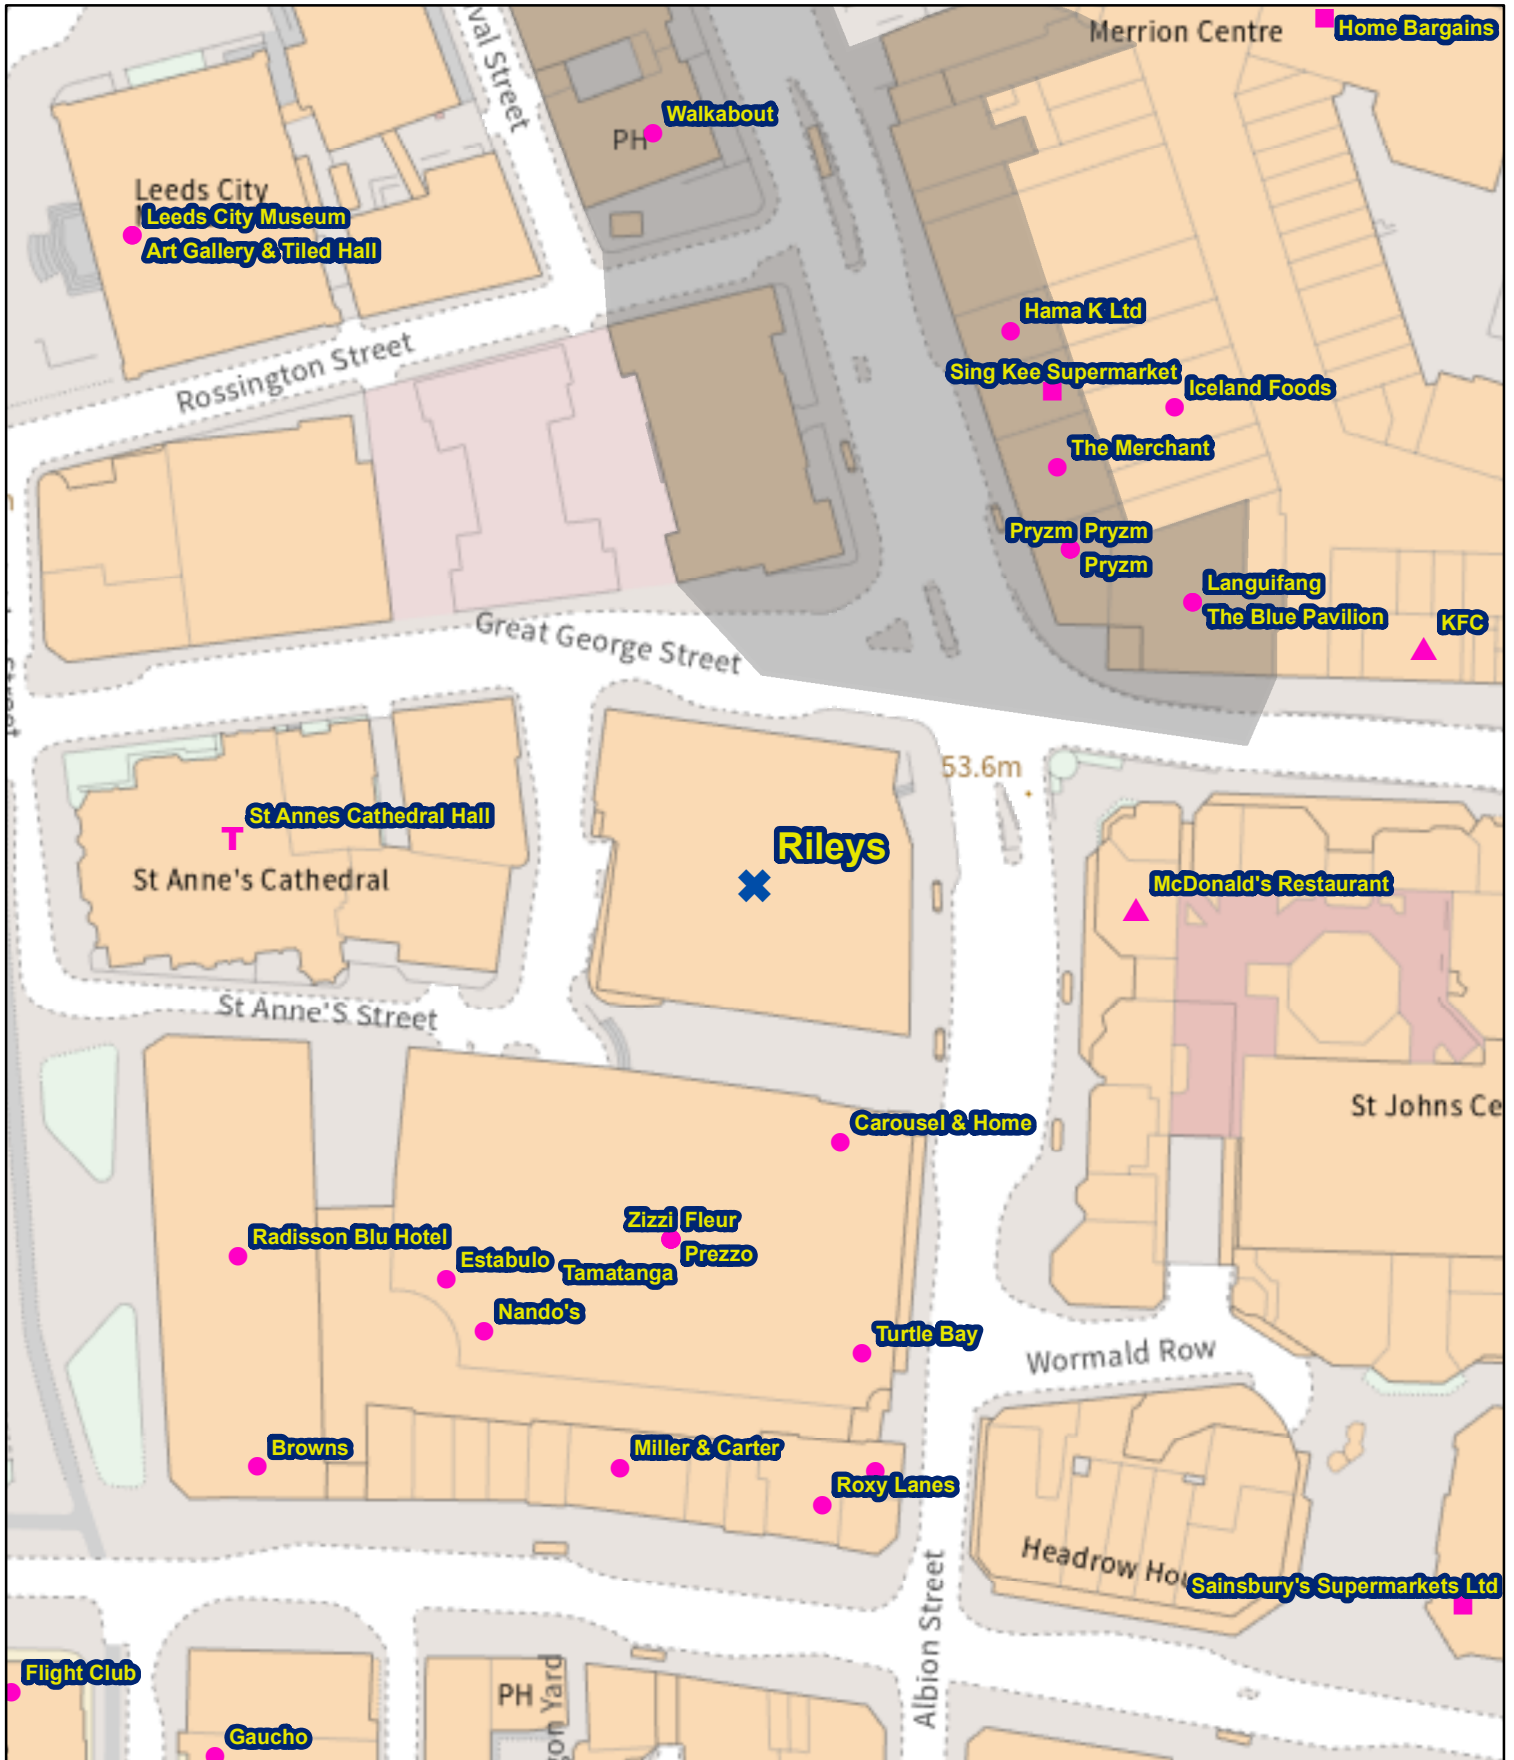 Merrion Centre
Home Bargains
val Street
Walkabout
PH
Leeds City
Leeds City Museum
Art Gallery & Tiled Hall
Hama K Ltd
Rossington Street
Sing Kee Supermarket
Iceland Foods
The Merchant
Pryzm Pryzm
Pryzm
Languifang
The Blue Pavilion
KFC
Great George Street
53.6m
St Annes Cathedral Hall
St Anne's Cathedral
Rileys
McDonald's Restaurant
St Anne'S Street
St Johns Ce
Carousel & Home
Zizzi Fleur
Prezzo
Radisson Blu Hotel
Estabulo
Tamatanga
Nando's
Turtle Bay
Wormald Row
Browns
Miller & Carter
Roxy Lanes
Headrow Hou
Sainsbury's Supermarkets Ltd
Albion Street
Flight Club
PH
on Yard
Gaucho